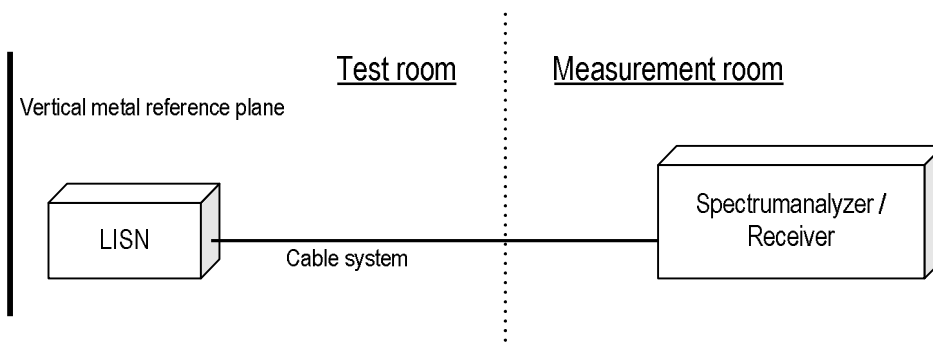 Test room
Measurement room
Vertical metal reference plane
LISN
Cable system
Spectrumanalyzer /
Receiver